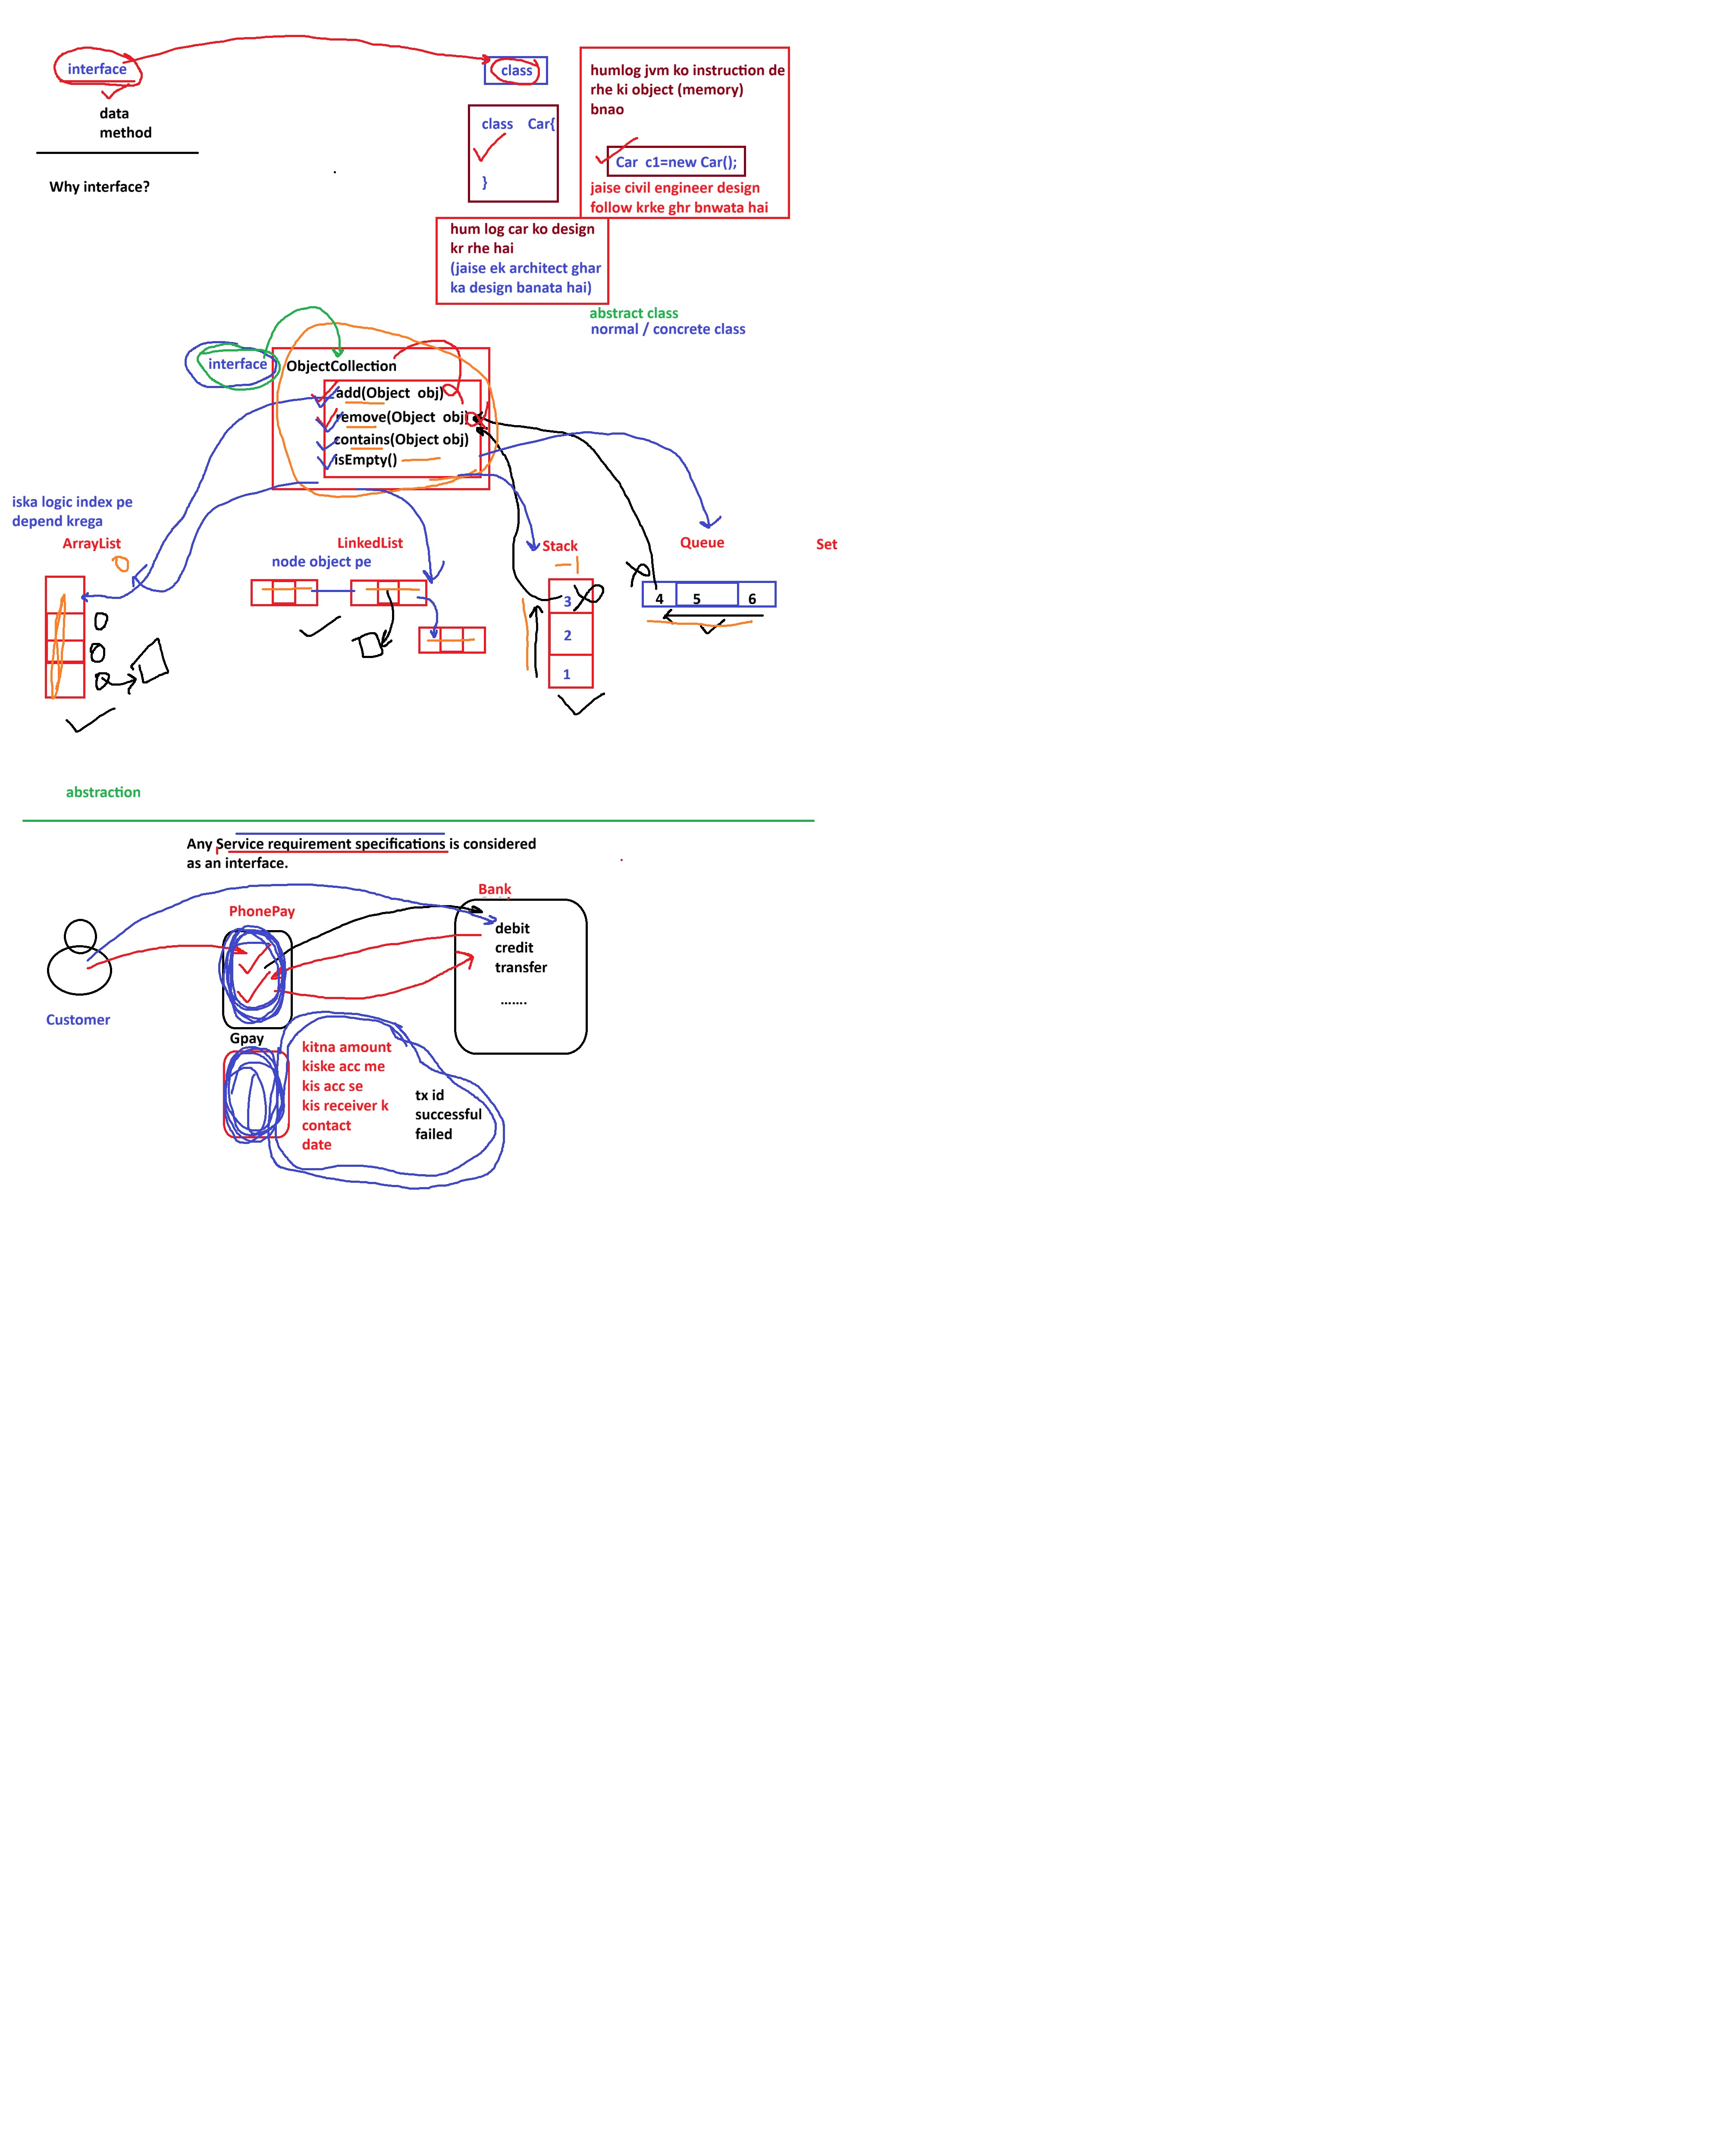 interface
data
method
Why interface?
class
class Car{
}
humlog jvm ko instruction de
rhe ki object (memory)
bnao
Car c1=new Car();
jaise civil engineer design
follow krke ghr bnwata hai
hum log car ko design
kr rhe hai
(jaise ek architect ghar
ka design banata hai)
abstract class
normal / concrete class
interface
ObjectCollection
add(Object obj)
remove(Object obj)
contains(Object obj)
isEmpty()
iska logic index pe
depend krega
ArrayList
0
LinkedList
node object pe
Stack
-1
3
2
1
Queue
4 5 6
Set
abstraction
Any Service requirement specifications is considered
as an interface.
Customer
PhonePay
Gpay
Bank
debit
credit
transfer
.......
kitna amount
kiske acc me
kis acc se
kis receiver k
contact
date
tx id
successful
failed